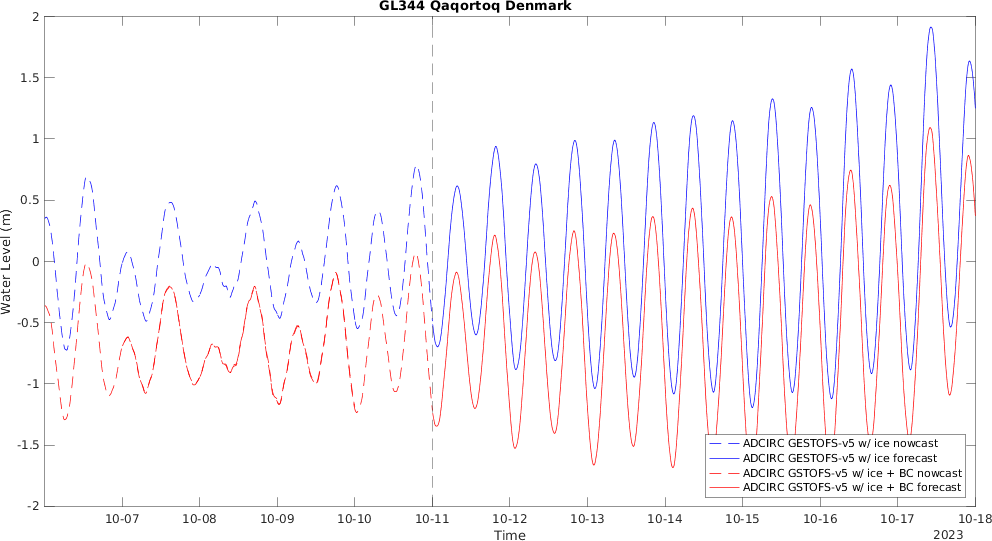 GL344 Qaqortoq Denmark
2
1.5
1
0.5
0
-0.5
-1
-1.5
-2
Water Level (m)
ADCIRC GESTOFS-v5 w/ ice nowcast
ADCIRC GESTOFS-v5 w/ ice forecast
ADCIRC GSTOFS-v5 w/ ice + BC nowcast
ADCIRC GSTOFS-v5 w/ ice + BC forecast
10-07 10-08 10-09 10-10 10-11 10-12 10-13 10-14 10-15 10-16 10-17 10-18
Time
2023